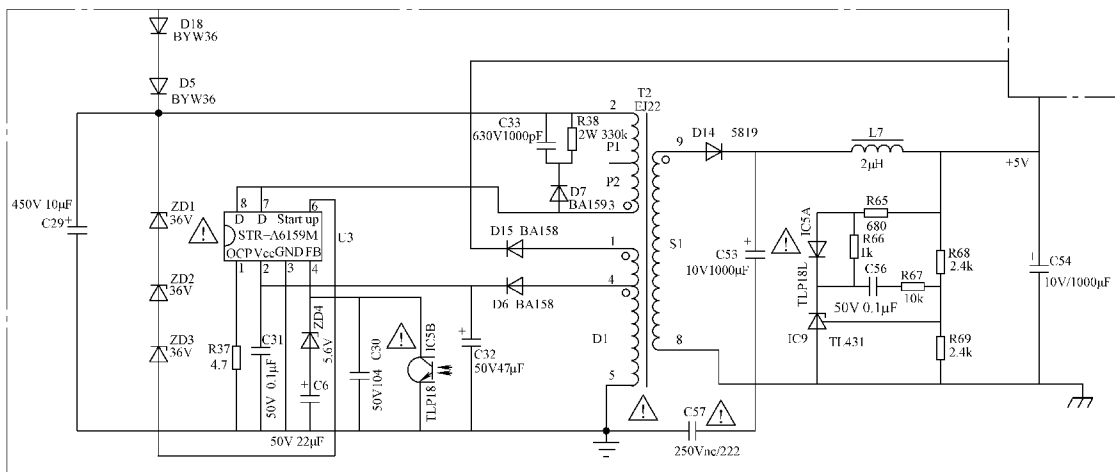 D18
BYW36
D5
BYW36
T2
EJ22
2
C33
630V1000pF
R38
2W 330k
P1
P2
D7
BA159
3
9
D14 5819
L7
2μH
+5V
450V 10μF
+
C29
ZD1
36V
ZD2
36V
ZD3
36V
8
7
6
D D Start up
STR-A6159M
OCP Vcc GND FB
1
2
3
4
U3
D15 BA158
1
4
D6 BA158
S1
D1
5
8
C53
10V1000μF
+
IC5A
TLP18L
R65
680
R66
1k
C56
50V 0.1μF
R67
10k
R68
2.4k
R69
2.4k
IC9
TL431
+
C54
10V/1000μF
R37
4.7
C31
50V 0.1μF
ZD4
5.6V
+
C6
50V 22μF
C30
50V104
IC5B
TLP18
+
C32
50V47μF
C57
250Vnc/222
!
!
!
!
!